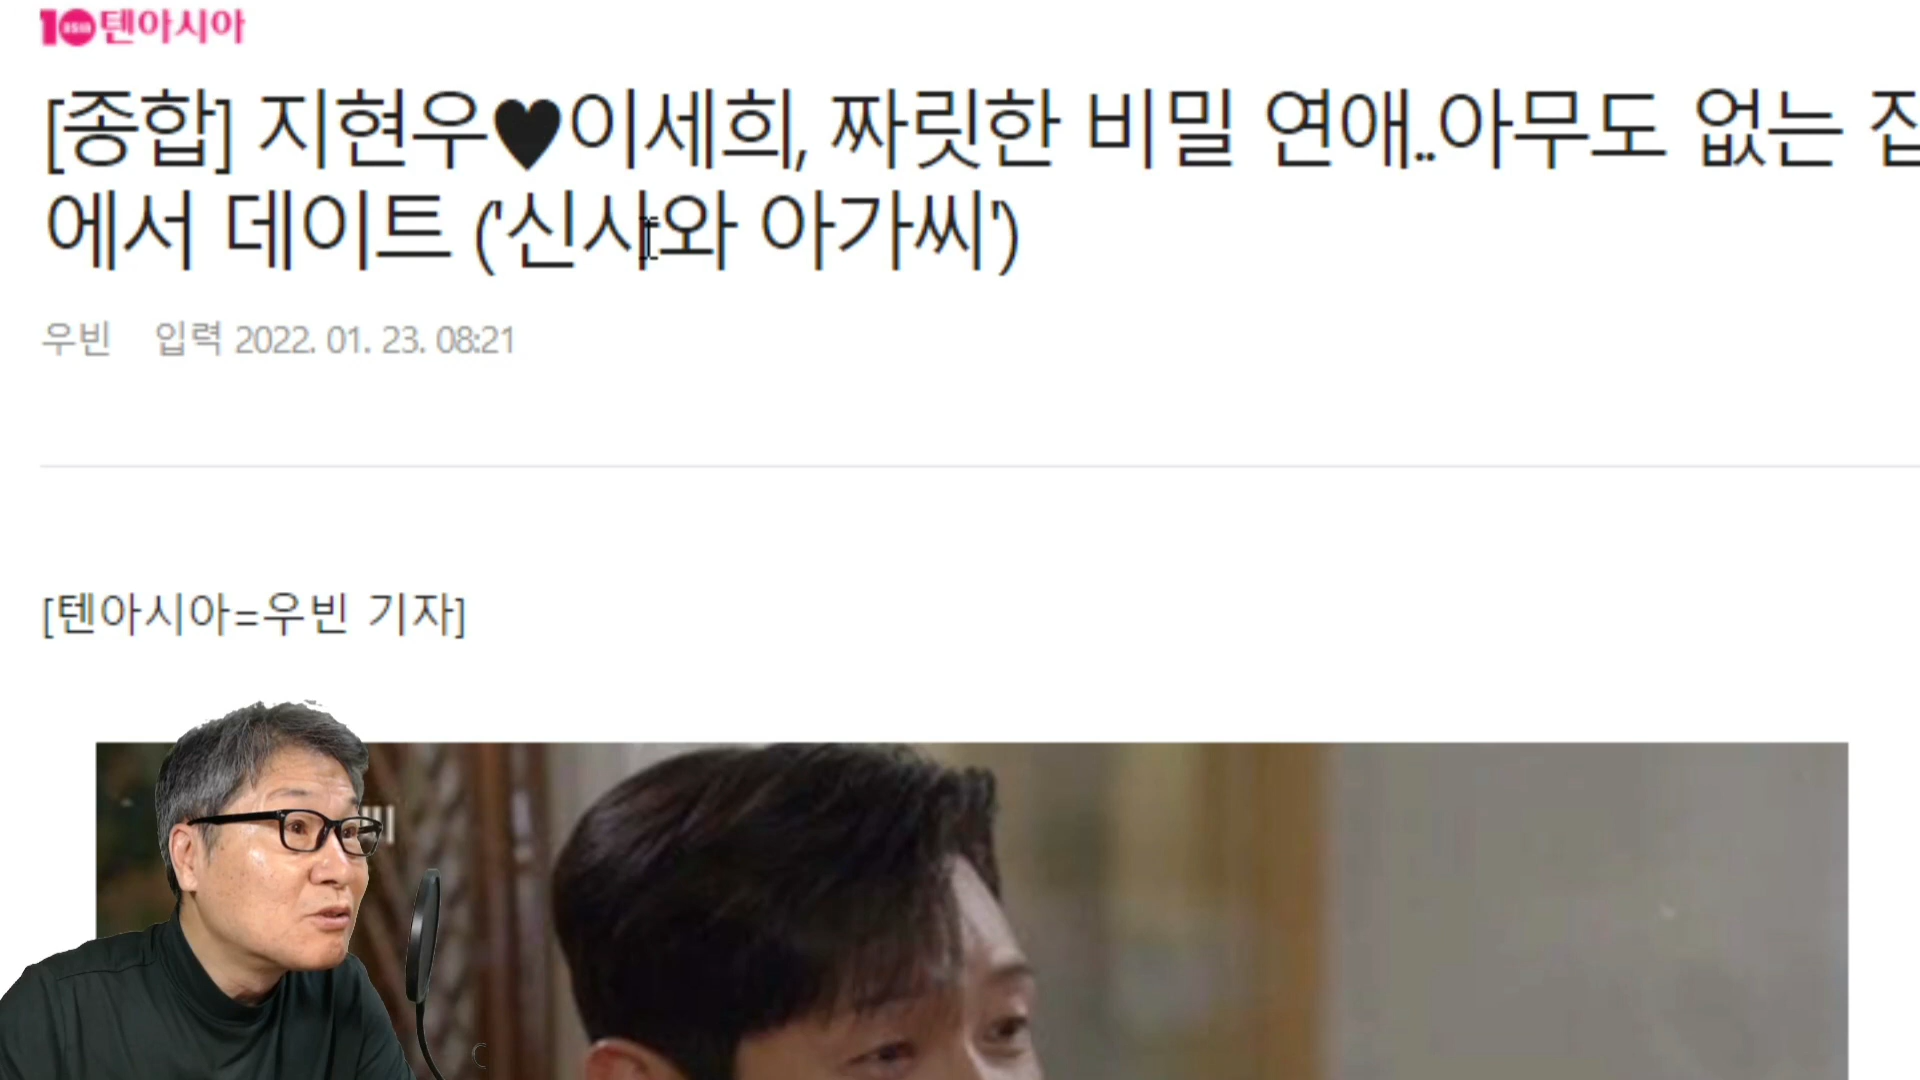 10 asia 텐아시아
[종합] 지현우♥이세희, 짜릿한 비밀 연애..아무도 없는 집
에서 데이트 ('신사와 아가씨')
우빈 입력 2022. 01. 23. 08:21
[텐아시아=우빈 기자]